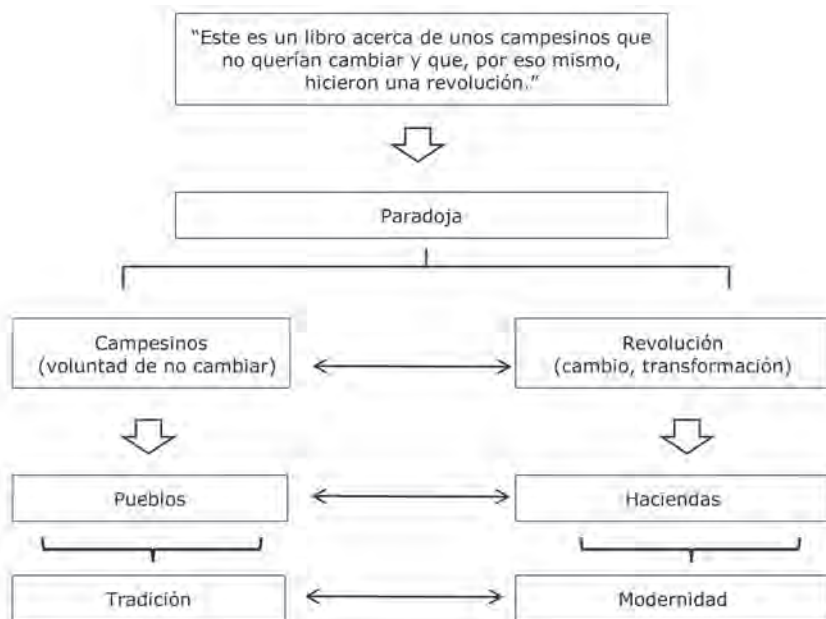 “Este es un libro acerca de unos campesinos que
no querían cambiar y que, por eso mismo,
hicieron una revolución.”
Paradoja
Campesinos
(voluntad de no cambiar)
Revolución
(cambio, transformación)
Pueblos
Haciendas
Tradición
Modernidad